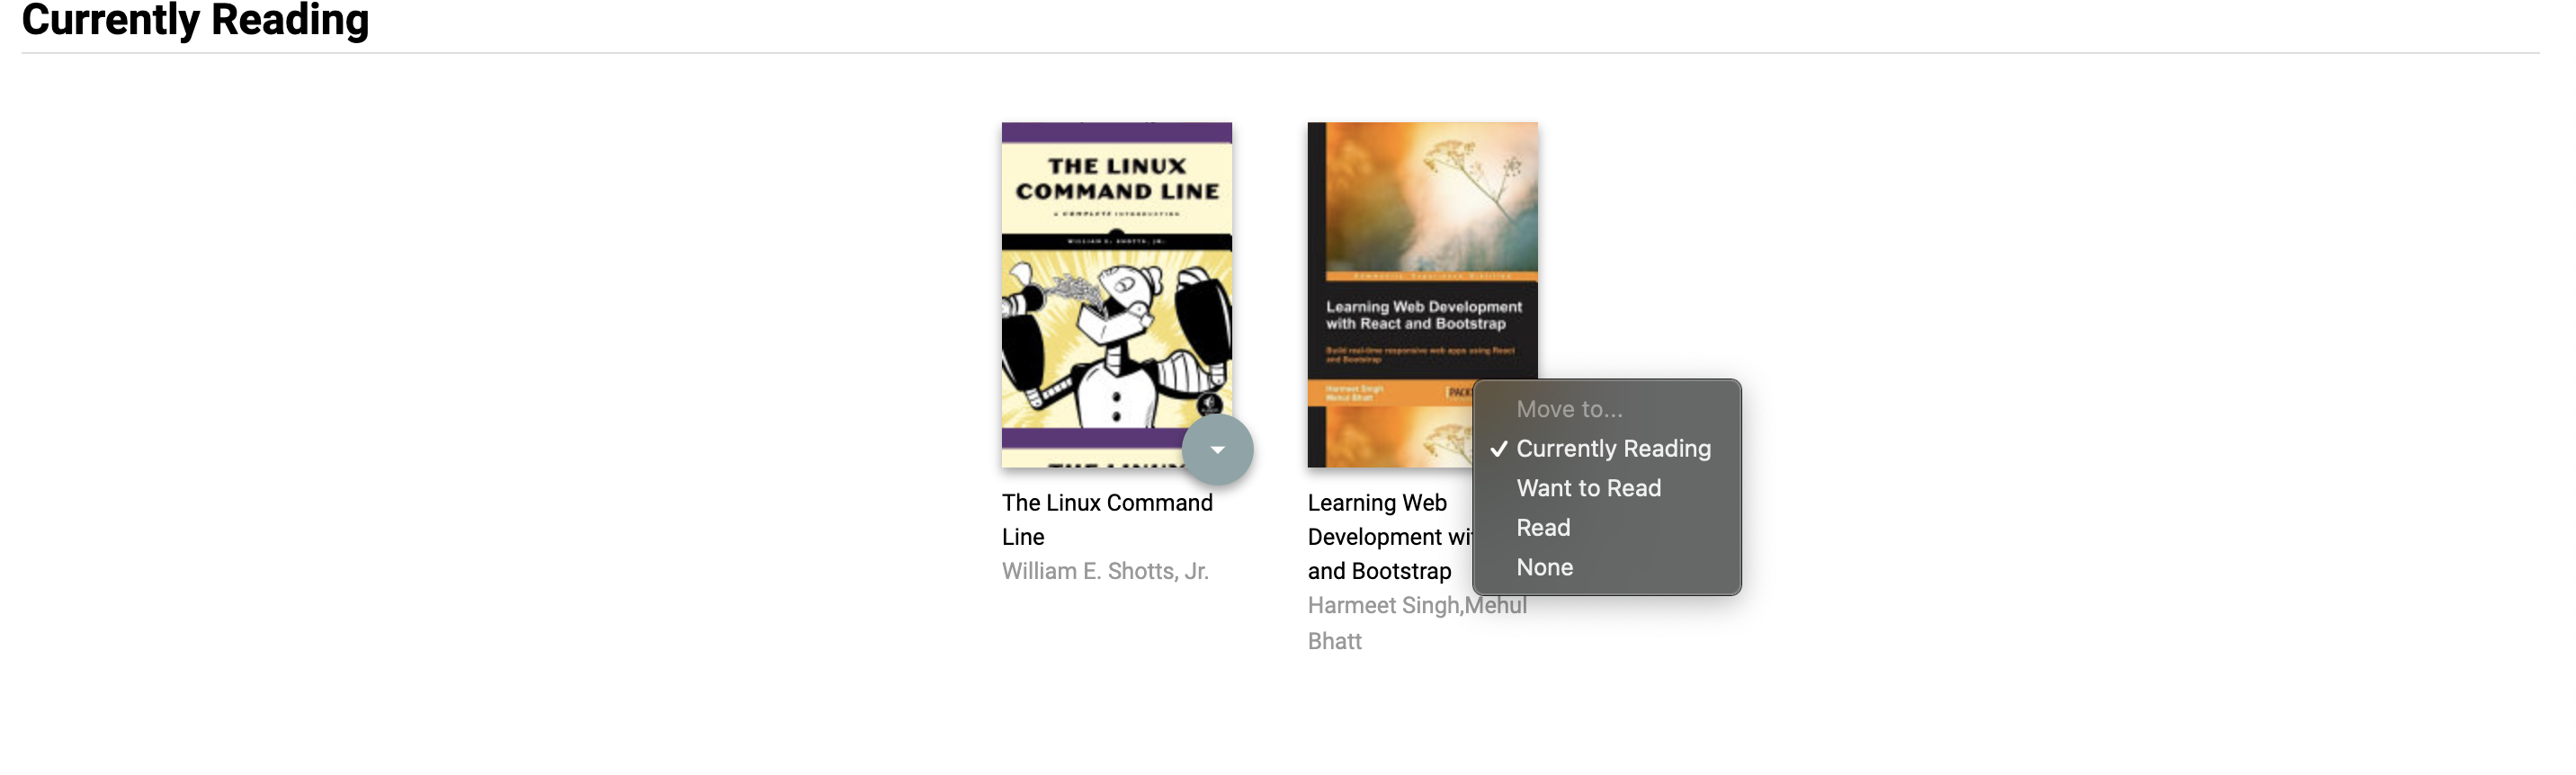 Currently Reading
THE LINUX
COMMAND LINE
A COMPLETE INTRODUCTION
WILLIAM E. SHOTTS, JR.
The Linux Command
Line
William E. Shotts, Jr.
Community Experience Distilled
Learning Web Development
with React and Bootstrap
Build real-time responsive web apps using React
and Bootstrap
Harmeet Singh
Mehul Bhatt
PACK
Learning Web
Development wi
and Bootstrap
Harmeet Singh,Mehul
Bhatt
Move to...
Currently Reading
Want to Read
Read
None